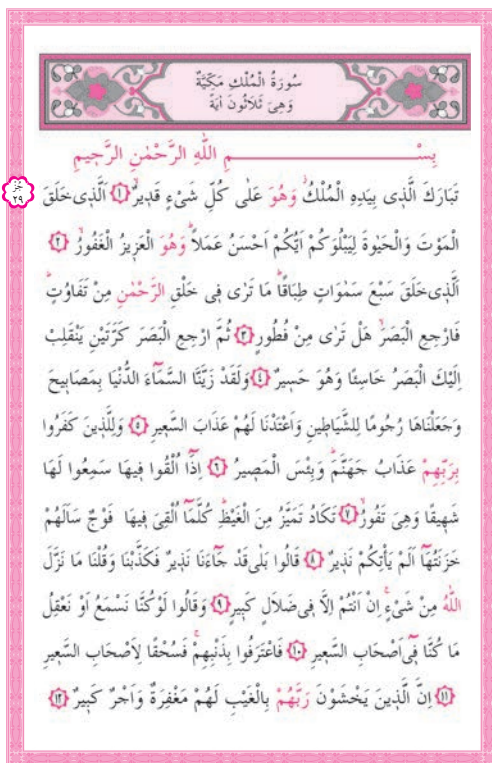 سُورَةُ الْمُلْكِ مَكِّيَّةٌ
وَهِىَ ثَلَاثُونَ اٰيَةً
بِسْــــــــمِ اللّٰهِ الرَّحْمٰنِ الرَّحِيمِ
جُزْء ٢٩
تَبَارَكَ الَّذٖى بِيَدِهِ الْمُلْكُۘ وَهُوَ عَلٰى كُلِّ شَىْءٍ قَدٖيرٌۙ ﴿١﴾ اَلَّذٖى خَلَقَ
الْمَوْتَ وَالْحَيٰوةَ لِيَبْلُوَكُمْ اَيُّكُمْ اَحْسَنُ عَمَلًاؕ وَهُوَ الْعَزٖيزُ الْغَفُورُۙ ﴿٢﴾
اَلَّذٖى خَلَقَ سَبْعَ سَمٰوَاتٍ طِبَاقًاؕ مَا تَرٰى فٖى خَلْقِ الرَّحْمٰنِ مِنْ تَفَاوُتٍؕ
فَارْجِعِ الْبَصَرَۙ هَلْ تَرٰى مِنْ فُطُورٍ ﴿٣﴾ ثُمَّ ارْجِعِ الْبَصَرَ كَرَّتَيْنِ يَنْقَلِبْ
اِلَيْكَ الْبَصَرُ خَاسِئًا وَهُوَ حَسٖيرٌ ﴿٤﴾ وَلَقَدْ زَيَّنَّا السَّمَٓاءَ الدُّنْيَا بِمَصَابٖيحَ
وَجَعَلْنَاهَا رُجُومًا لِلشَّيَاطٖينِ وَاَعْتَدْنَا لَهُمْ عَذَابَ السَّعٖيرِ ﴿٥﴾ وَلِلَّذٖينَ كَفَرُوا
بِرَبِّهِمْ عَذَابُ جَهَنَّمَؕ وَبِئْسَ الْمَصٖيرُ ﴿٦﴾ اِذَٓا اُلْقُوا فٖيهَا سَمِعُوا لَهَا
شَهٖيقًا وَهِىَ تَفُورُۙ ﴿٧﴾ تَكَادُ تَمَيَّزُ مِنَ الْغَيْظِؕ كُلَّمَٓا اُلْقِىَ فٖيهَا فَوْجٌ سَاَلَهُمْ
خَزَنَتُهَٓا اَلَمْ يَأْتِكُمْ نَذٖيرٌ ﴿٨﴾ قَالُوا بَلٰى قَدْ جَٓاءَنَا نَذٖيرٌ فَكَذَّبْنَا وَقُلْنَا مَا نَزَّلَ
اللّٰهُ مِنْ شَىْءٍۚ اِنْ اَنْتُمْ اِلَّا فٖى ضَلَالٍ كَبٖيرٍ ﴿٩﴾ وَقَالُوا لَوْ كُنَّا نَسْمَعُ اَوْ نَعْقِلُ
مَا كُنَّا فٖٓى اَصْحَابِ السَّعٖيرِ ﴿١٠﴾ فَاعْتَرَفُوا بِذَنْبِهِمْۚ فَسُحْقًا لِاَصْحَابِ السَّعٖيرِ
﴿١١﴾ اِنَّ الَّذٖينَ يَخْشَوْنَ رَبَّهُمْ بِالْغَيْبِ لَهُمْ مَغْفِرَةٌ وَاَجْرٌ كَبٖيرٌ ﴿١٢﴾